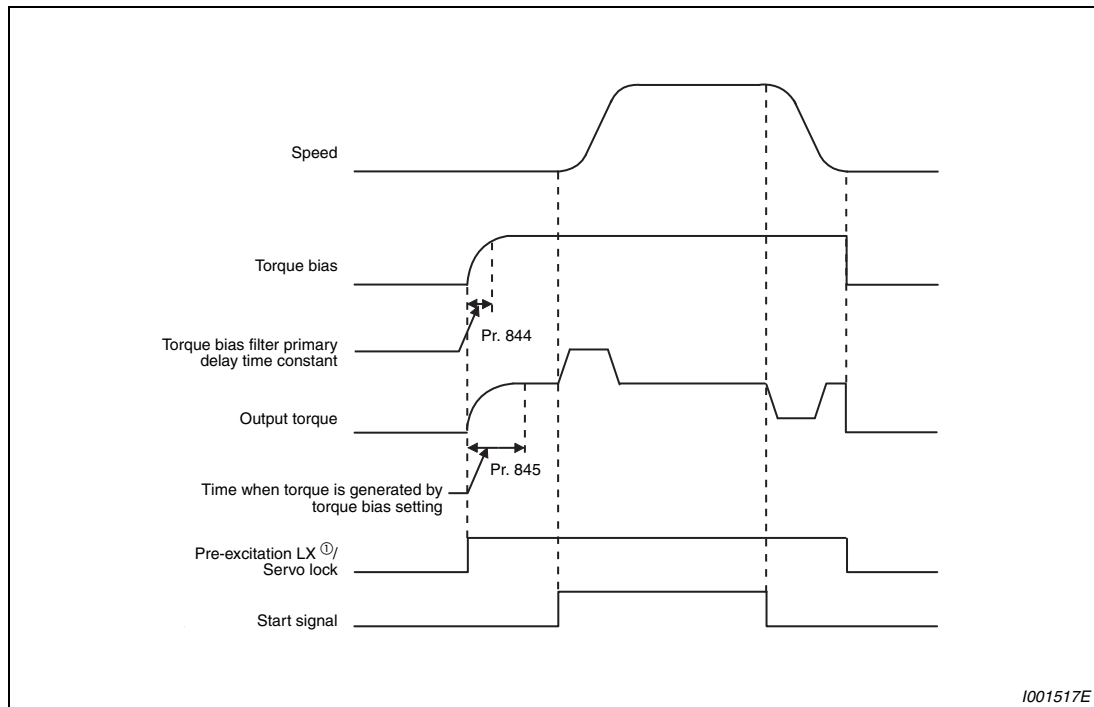 Speed
Torque bias
Pr. 844
Torque bias filter primary
delay time constant
Output torque
Pr. 845
Time when torque is generated by
torque bias setting
Pre-excitation LX ①/
Servo lock
Start signal
I001517E